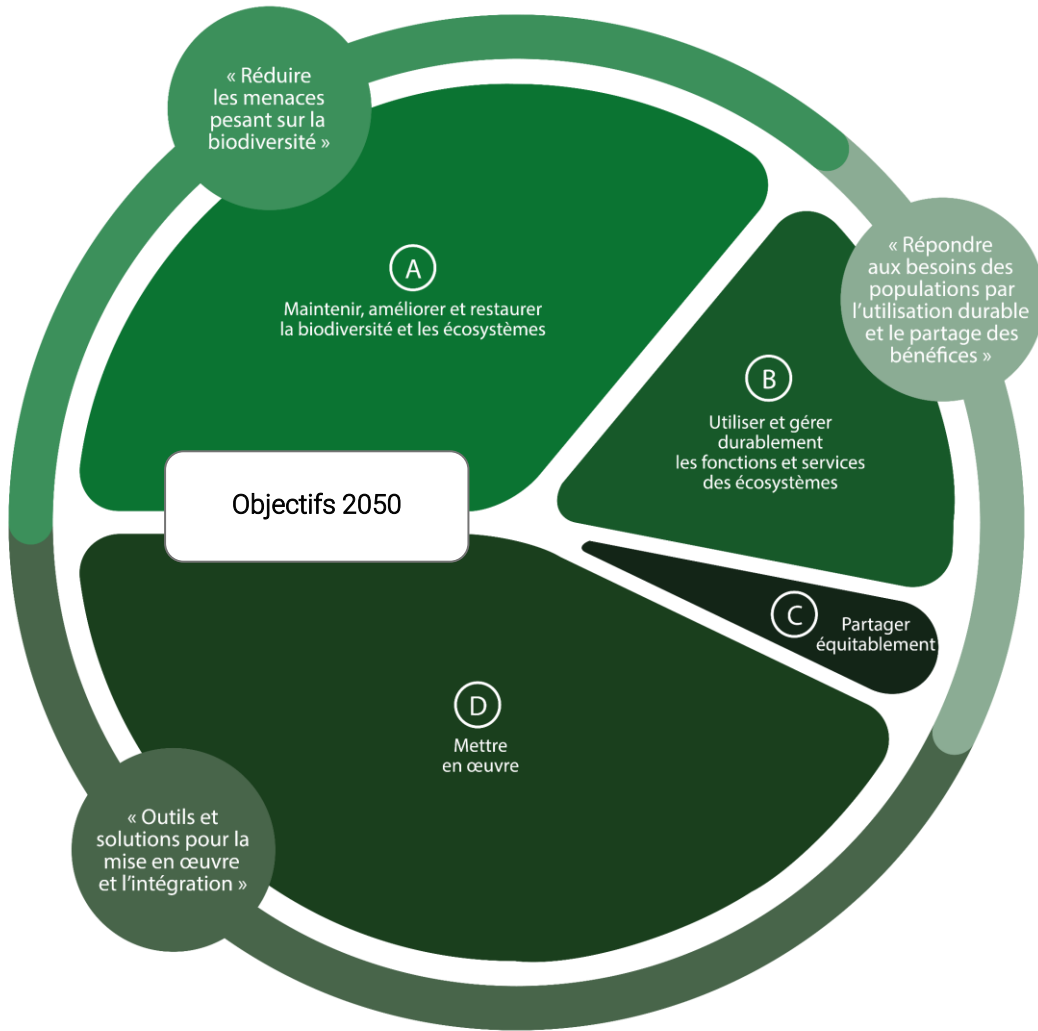 « Réduire
les menaces
pesant sur la
biodiversité »
A
Maintenir, améliorer et restaurer
la biodiversité et les écosystèmes
« Répondre
aux besoins des
populations par
l’utilisation durable
et le partage des
bénéfices »
B
Utiliser et gérer
durablement
les fonctions et services
des écosystèmes
Objectifs 2050
C
Partager
équitablement
D
Mettre
en œuvre
« Outils et
solutions pour la
mise en œuvre
et l’intégration »